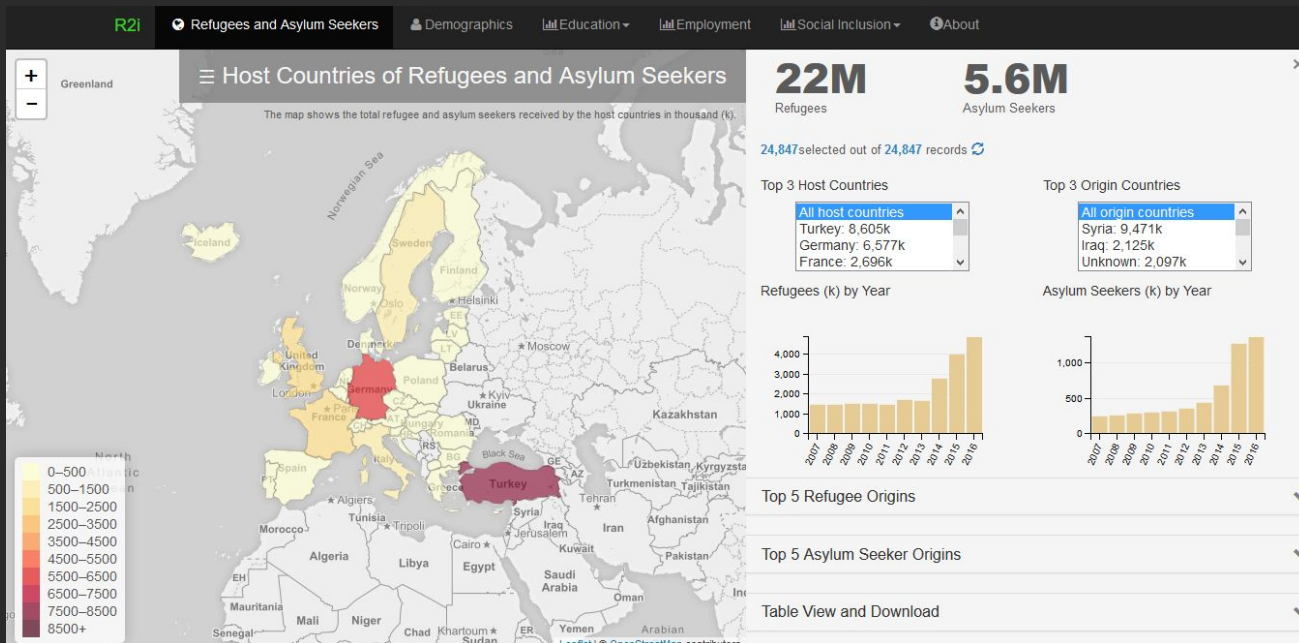 R2i Refugees and Asylum Seekers Demographics Education Employment Social Inclusion About
+
−
☰ Host Countries of Refugees and Asylum Seekers
The map shows the total refugee and asylum seekers received by the host countries in thousand (k).
Greenland
Norwegian Sea
Iceland
Sweden
Finland
Norway
Oslo
Helsinki
EE
LV
LT
Denmark
Moscow
United
Kingdom
Belarus
London
Germany
Poland
Kyiv
Ukraine
Kazakhstan
France
CZ
Hungary
MD
Romania
RS
North
Black Sea
Italy
BG
GE
AZ
Uzbekistan
Spain
PT
Greece
Turkey
Turkmenistan
Tajikistan
Algiers
Tehran
Tunisia
Tripoli
Syria
Morocco
Iraq
Jerusalem
Iran
Afghanistan
Cairo
Kuwait
Pakistan
Algeria
Libya
Egypt
EH
Saudi
Arabia
Mauritania
Oman
Mali
Niger
Senegal
Chad
Khartoum
ER
Yemen
Arabian
0–500
500–1500
1500–2500
2500–3500
3500–4500
4500–5500
5500–6500
6500–7500
7500–8500
8500+
22M
Refugees
5.6M
Asylum Seekers
24,847selected out of 24,847 records
Top 3 Host Countries
All host countries
Turkey: 8,605k
Germany: 6,577k
France: 2,696k
Top 3 Origin Countries
All origin countries
Syria: 9,471k
Iraq: 2,125k
Unknown: 2,097k
Refugees (k) by Year
4,000
3,000
2,000
1,000
0
2007 2008 2009 2010 2011 2012 2013 2014 2015 2016
Asylum Seekers (k) by Year
1,000
500
0
2007 2008 2009 2010 2011 2012 2013 2014 2015 2016
Top 5 Refugee Origins
Top 5 Asylum Seeker Origins
Table View and Download